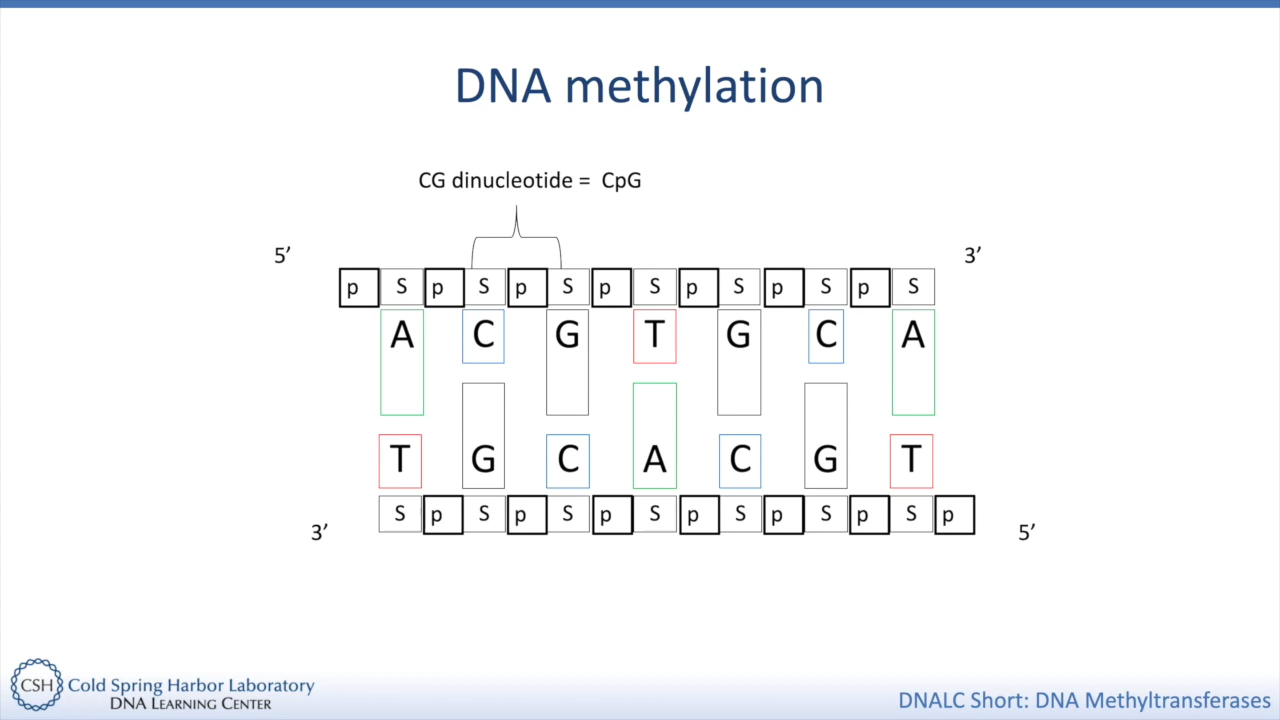 DNA methylation
CG dinucleotide = CpG
5’ 3’
p S p S p S p S p S p S p S
A C G T G C A
T G C A C G T
S p S p S p S p S p S p S p
3’ 5’
CSH Cold Spring Harbor Laboratory
DNA LEARNING CENTER
DNALC Short: DNA Methyltransferases